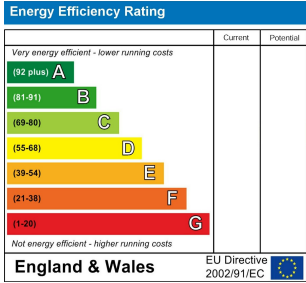 Energy Efficiency Rating
Current Potential
Very energy efficient - lower running costs
(92 plus) A
(81-91) B
(69-80) C
(55-68) D
(39-54) E
(21-38) F
(1-20) G
Not energy efficient - higher running costs
England & Wales
EU Directive
2002/91/EC